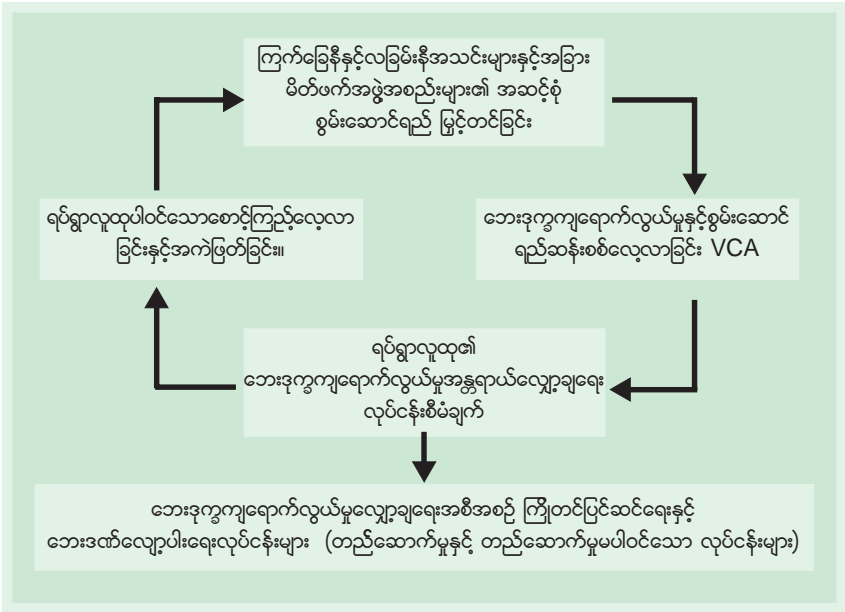 ကြက်ခြေနီနှင့်လခြမ်းနီအသင်းများနှင့်အခြား
မိတ်ဖက်အဖွဲ့အစည်းများ၏ အဆင့်စုံ
စွမ်းဆောင်ရည် မြှင့်တင်ခြင်း
ရပ်ရွာလူထုပါဝင်သောစောင့်ကြည့်လေ့လာ
ခြင်းနှင့်အကဲဖြတ်ခြင်း။
ဘေးဒုက္ခကျရောက်လွယ်မှုနှင့်စွမ်းဆောင်
ရည်ဆန်းစစ်လေ့လာခြင်း VCA
ရပ်ရွာလူထု၏
ဘေးဒုက္ခကျရောက်လွယ်မှုအန္တရာယ်လျှော့ချရေး
လုပ်ငန်းစီမံချက်
ဘေးဒုက္ခကျရောက်လွယ်မှုလျှော့ချရေးအစီအစဉ် ကြိုတင်ပြင်ဆင်ရေးနှင့်
ဘေးဒဏ်လျော့ပါးရေးလုပ်ငန်းများ (တည်ဆောက်မှုနှင့် တည်ဆောက်မှုမပါဝင်သော လုပ်ငန်းများ)